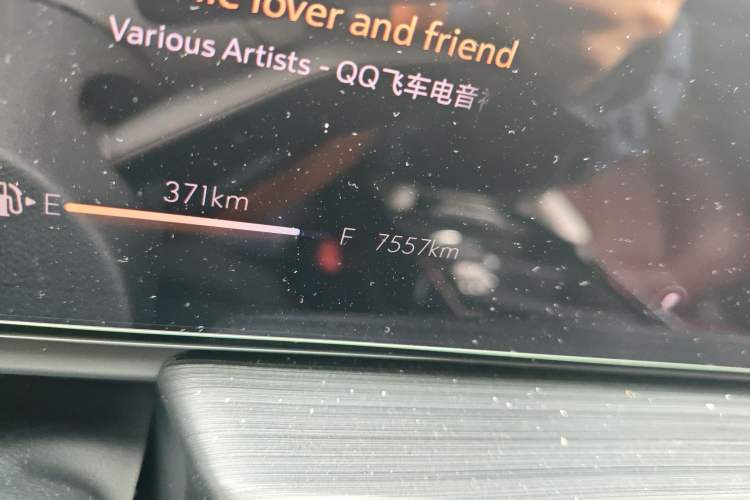 lover and friend
Various Artists - QQ飞车电音
371km
E F 7557km